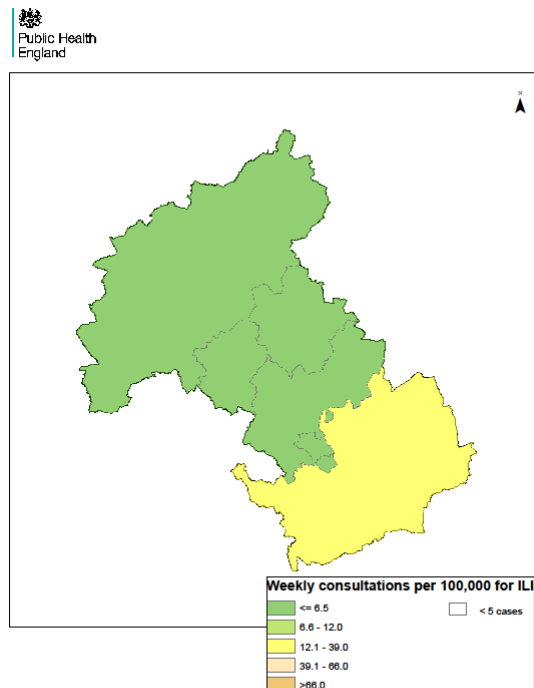 Public Health
England
N
Weekly consultations per 100,000 for ILI
<= 6.5
< 5 cases
6.6 - 12.0
12.1 - 39.0
39.1 - 66.0
>66.0